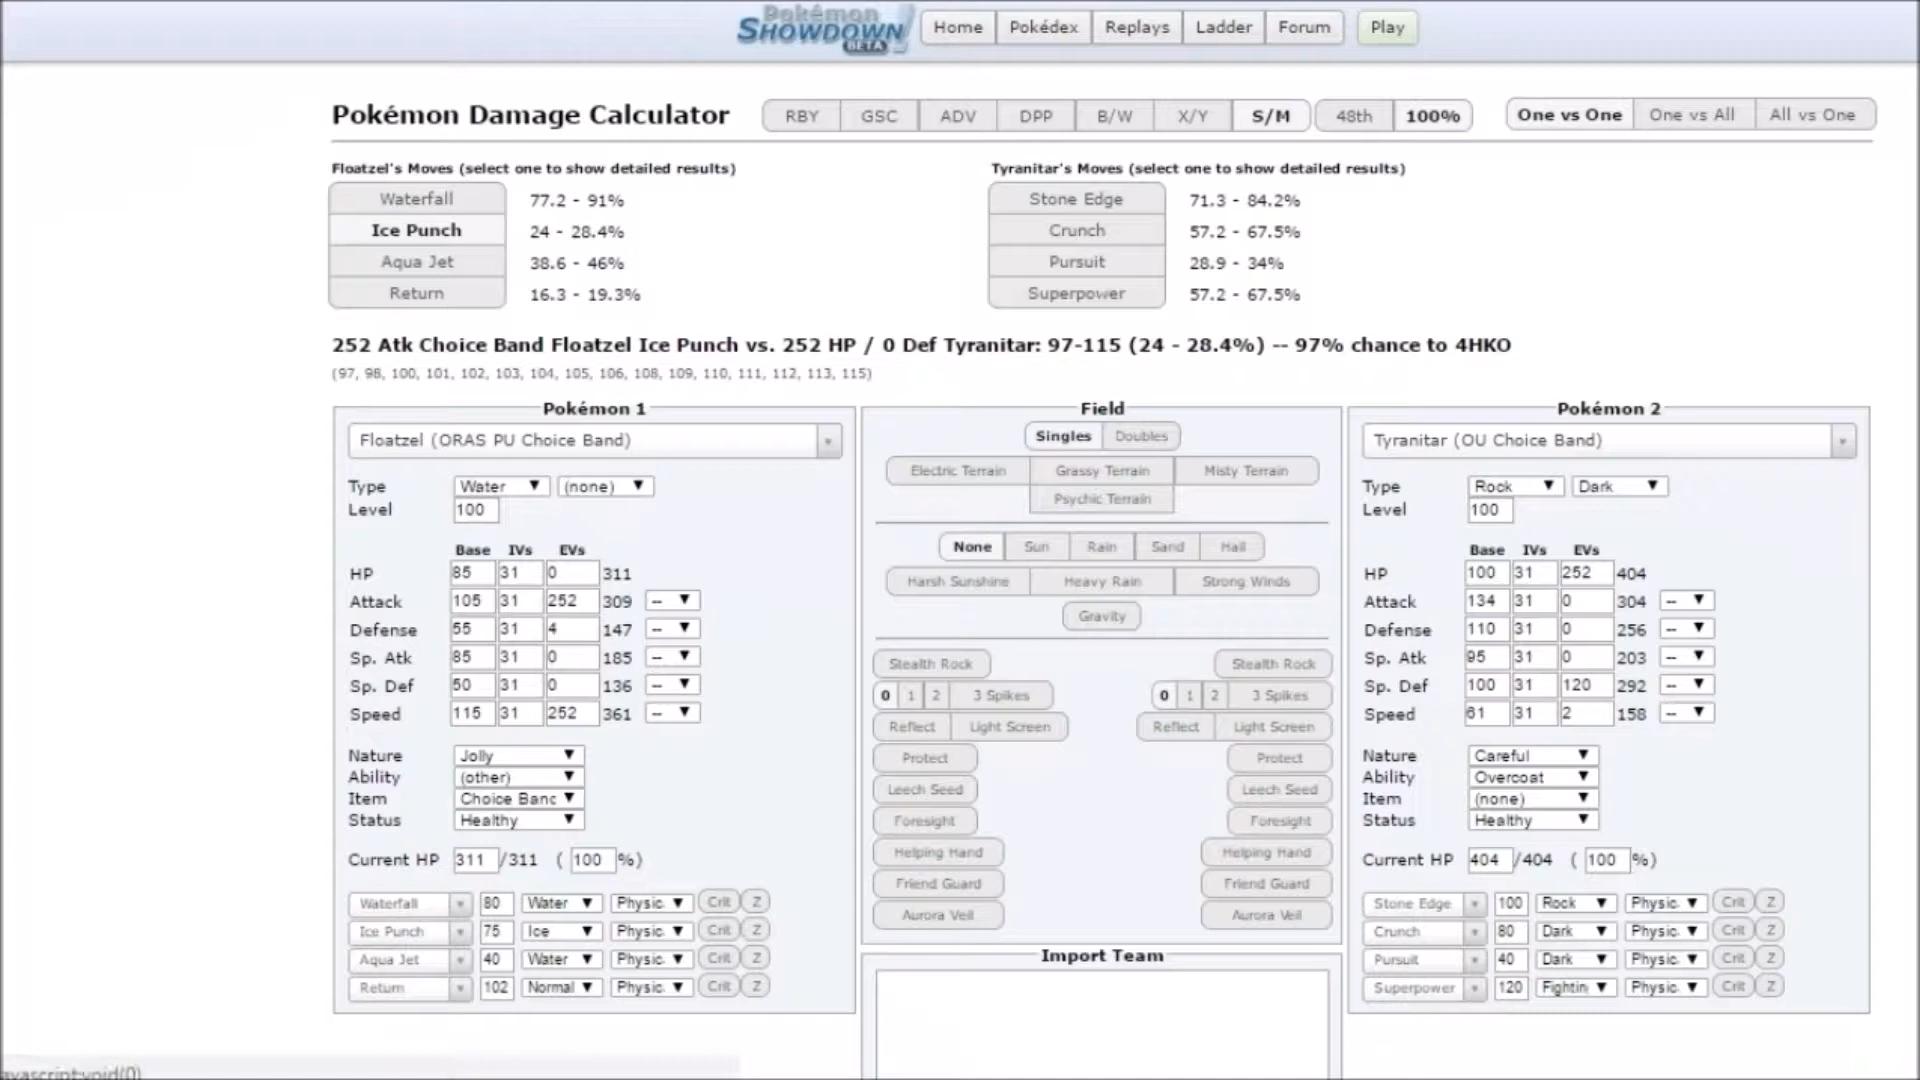 Pokémon SHOWDOWN BETA
Home Pokédex Replays Ladder Forum Play
Pokémon Damage Calculator RBY GSC ADV DPP B/W X/Y S/M 48th 100% One vs One One vs All All vs One
Floatzel's Moves (select one to show detailed results) Tyranitar's Moves (select one to show detailed results)
Waterfall 77.2 - 91% Stone Edge 71.3 - 84.2%
Ice Punch 24 - 28.4% Crunch 57.2 - 67.5%
Aqua Jet 38.6 - 46% Pursuit 28.9 - 34%
Return 16.3 - 19.3% Superpower 57.2 - 67.5%
252 Atk Choice Band Floatzel Ice Punch vs. 252 HP / 0 Def Tyranitar: 97-115 (24 - 28.4%) -- 97% chance to 4HKO
(97, 98, 100, 101, 102, 103, 104, 105, 106, 108, 109, 110, 111, 112, 113, 115)
Pokémon 1
Floatzel (ORAS PU Choice Band)
Type Water (none)
Level 100
Base IVs EVs
HP 85 31 0 311
Attack 105 31 252 309 --
Defense 55 31 4 147 --
Sp. Atk 85 31 0 185 --
Sp. Def 50 31 0 136 --
Speed 115 31 252 361 --
Nature Jolly
Ability (other)
Item Choice Banc
Status Healthy
Current HP 311 /311 ( 100 %)
Waterfall 80 Water Physic. Crit Z
Ice Punch 75 Ice Physic. Crit Z
Aqua Jet 40 Water Physic. Crit Z
Return 102 Normal Physic. Crit Z
Field
Singles Doubles
Electric Terrain Grassy Terrain Misty Terrain
Psychic Terrain
None Sun Rain Sand Hail
Harsh Sunshine Heavy Rain Strong Winds
Gravity
Stealth Rock Stealth Rock
0 1 2 3 Spikes 0 1 2 3 Spikes
Reflect Light Screen Reflect Light Screen
Protect Protect
Leech Seed Leech Seed
Foresight Foresight
Helping Hand Helping Hand
Friend Guard Friend Guard
Aurora Veil Aurora Veil
Import Team
Pokémon 2
Tyranitar (OU Choice Band)
Type Rock Dark
Level 100
Base IVs EVs
HP 100 31 252 404
Attack 134 31 0 304 --
Defense 110 31 0 256 --
Sp. Atk 95 31 0 203 --
Sp. Def 100 31 120 292 --
Speed 61 31 2 158 --
Nature Careful
Ability Overcoat
Item (none)
Status Healthy
Current HP 404 /404 ( 100 %)
Stone Edge 100 Rock Physic. Crit Z
Crunch 80 Dark Physic. Crit Z
Pursuit 40 Dark Physic. Crit Z
Superpower 120 Fightin Physic. Crit Z
avascript:void(0)